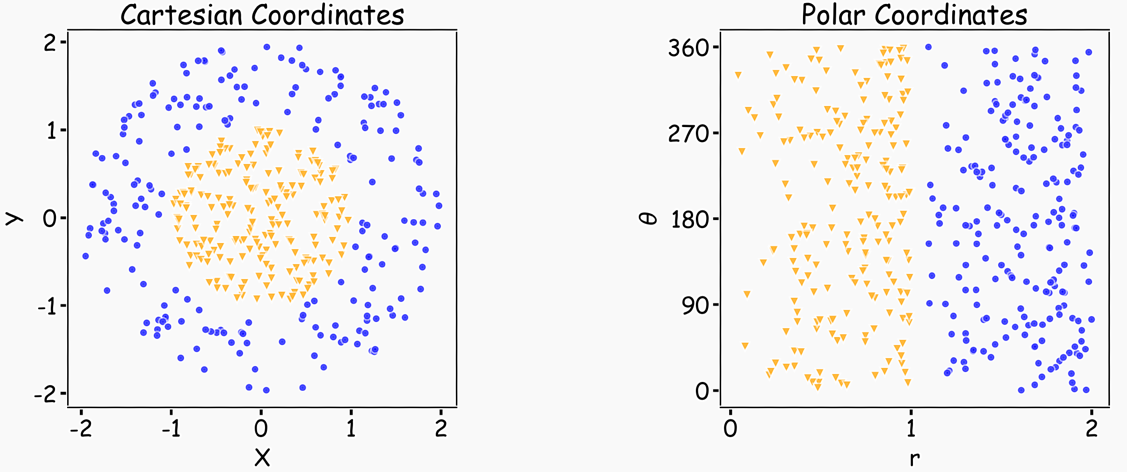 Cartesian Coordinates
2
1
0
-1
-2
y
-2 -1 0 1 2
X
Polar Coordinates
360
270
180
90
0
θ
0 1 2
r